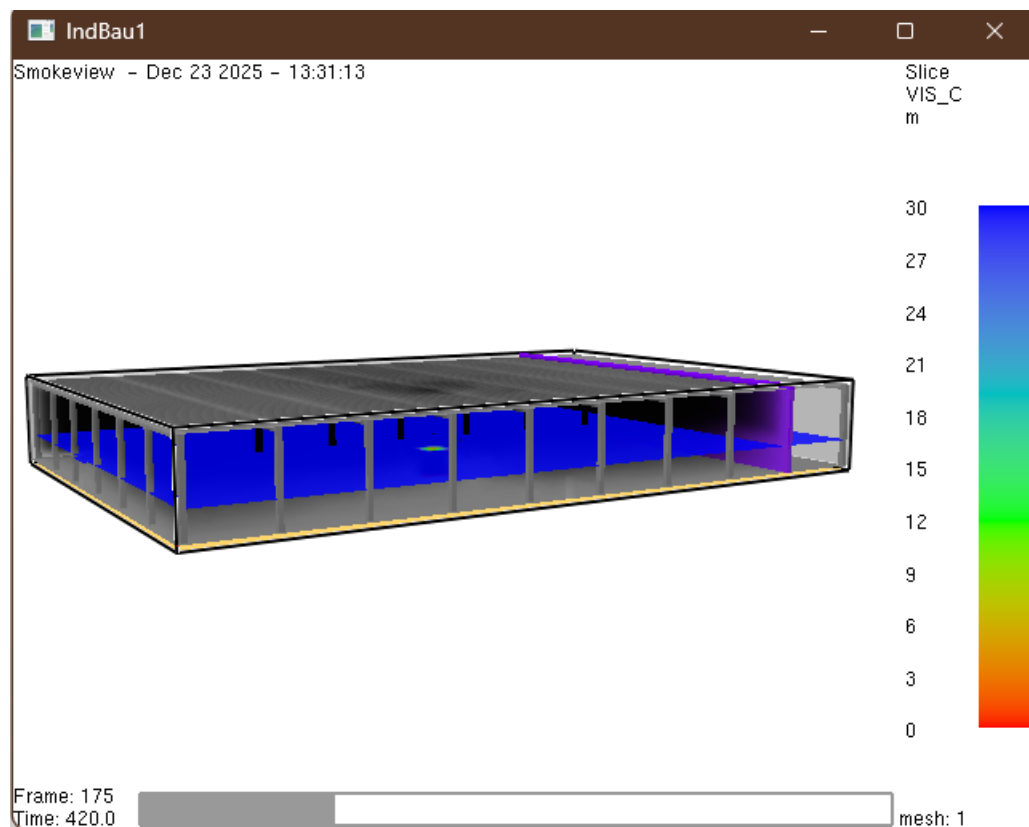 IndBau1
Smokeview - Dec 23 2025 - 13:31:13
Slice
VIS_C
m
30
27
24
21
18
15
12
9
6
3
0
Frame: 175
Time: 420.0
mesh: 1